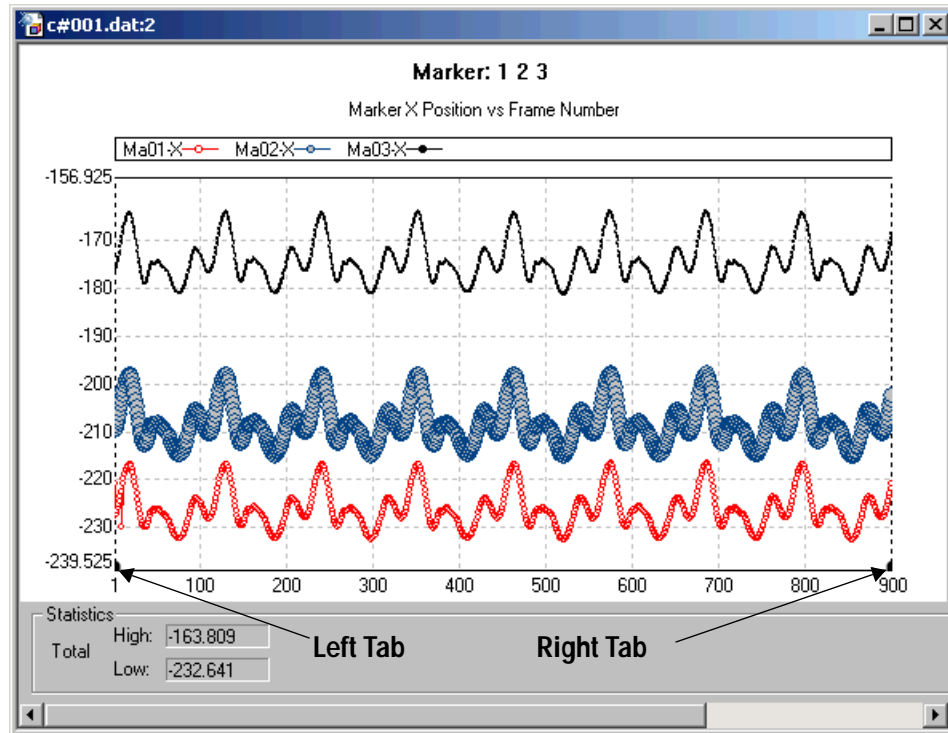 c#001.dat:2
Marker: 1 2 3
Marker X Position vs Frame Number
Ma01-X Ma02-X Ma03-X
-156.925
-170
-180
-190
-200
-210
-220
-230
-239.525
1 100 200 300 400 500 600 700 800 900
Statistics
Total
High: -163.809
Low: -232.641
Left Tab
Right Tab